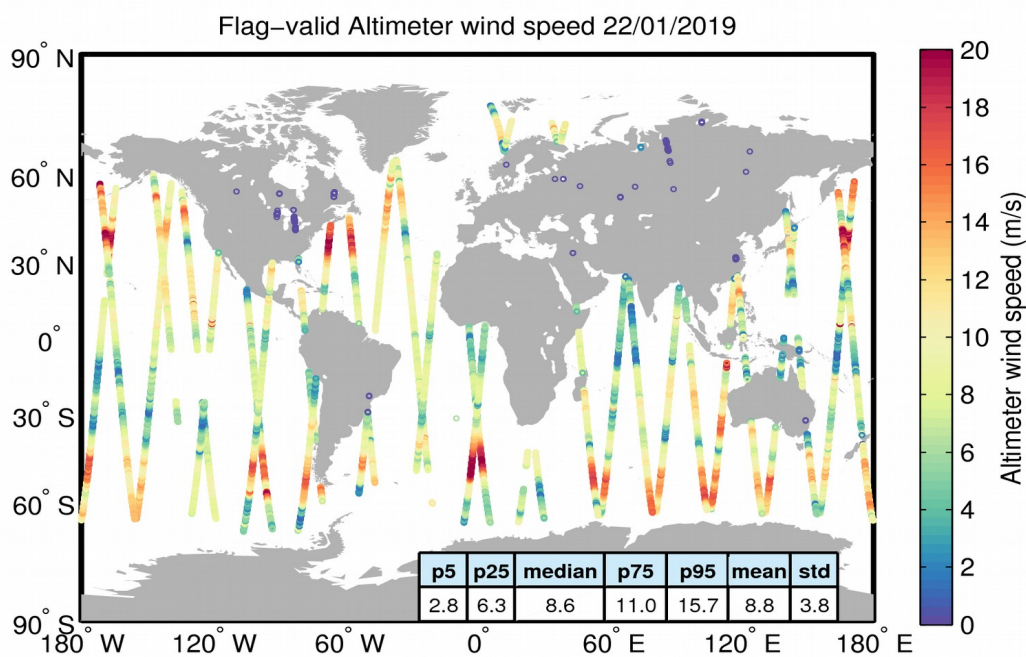 Flag−valid Altimeter wind speed 22/01/2019
90° N
60° N
30° N
0°
30° S
60° S
90° S
180° W
120° W
60° W
0°
60° E
120° E
180° E
20
18
16
14
12
10
8
6
4
2
0
Altimeter wind speed (m/s)
p5 p25 median p75 p95 mean std
2.8 6.3 8.6 11.0 15.7 8.8 3.8